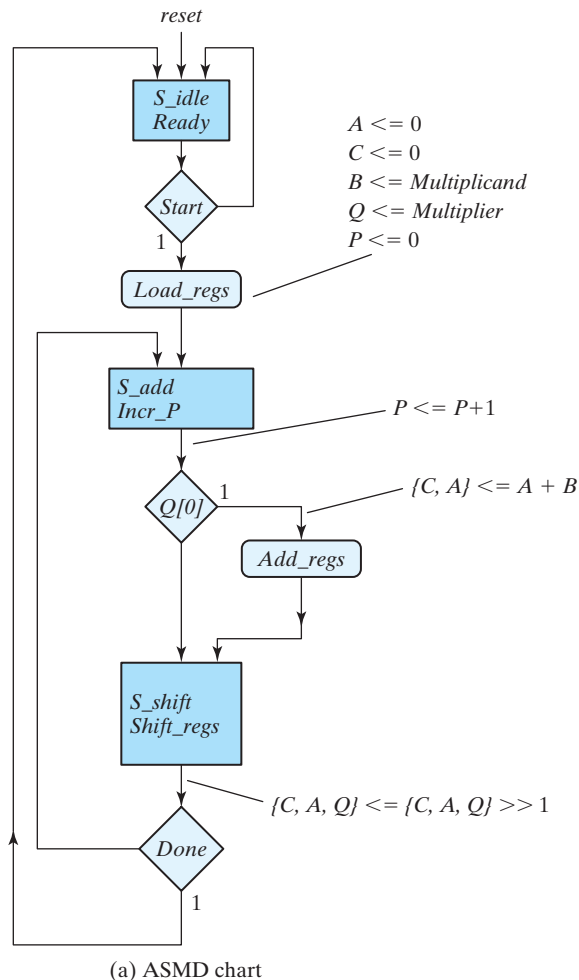 reset
S_idle
Ready
A <= 0
C <= 0
B <= Multiplicand
Q <= Multiplier
P <= 0
Start
1
Load_regs
S_add
Incr_P
P <= P+1
Q[0]
1
{C, A} <= A + B
Add_regs
S_shift
Shift_regs
{C, A, Q} <= {C, A, Q} >> 1
Done
1
(a) ASMD chart